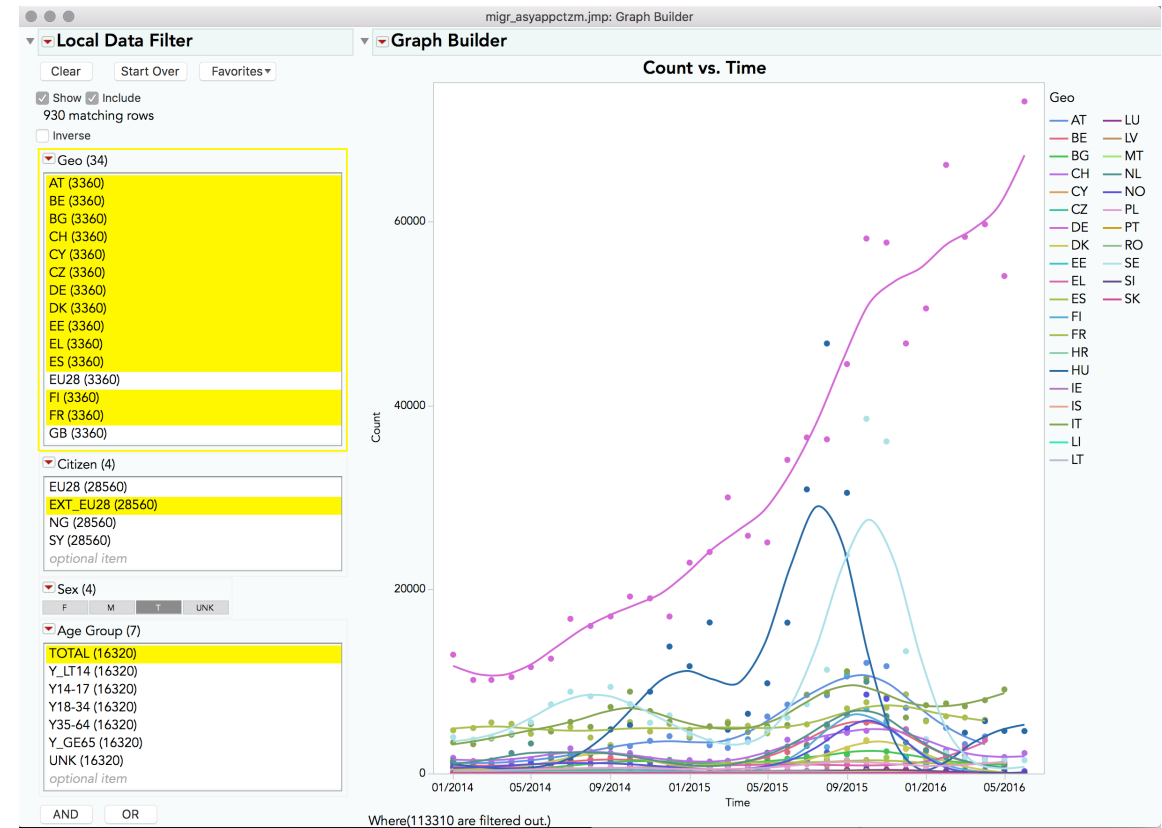 migr_asyappctzm.jmp: Graph Builder
Local Data Filter
Clear
Start Over
Favorites
Show
Include
930 matching rows
Inverse
Geo (34)
AT (3360)
BE (3360)
BG (3360)
CH (3360)
CY (3360)
CZ (3360)
DE (3360)
DK (3360)
EE (3360)
EL (3360)
ES (3360)
EU28 (3360)
FI (3360)
FR (3360)
GB (3360)
Citizen (4)
EU28 (28560)
EXT_EU28 (28560)
NG (28560)
SY (28560)
optional item
Sex (4)
F
M
T
UNK
Age Group (7)
TOTAL (16320)
Y_LT14 (16320)
Y14-17 (16320)
Y18-34 (16320)
Y35-64 (16320)
Y_GE65 (16320)
UNK (16320)
optional item
AND
OR
Graph Builder
Count vs. Time
Count
60000
40000
20000
0
01/2014
05/2014
09/2014
01/2015
05/2015
09/2015
01/2016
05/2016
Time
Where(113310 are filtered out.)
Geo
AT
BE
BG
CH
CY
CZ
DE
DK
EE
EL
ES
FI
FR
HR
HU
IE
IS
IT
LI
LT
LU
LV
MT
NL
NO
PL
PT
RO
SE
SI
SK